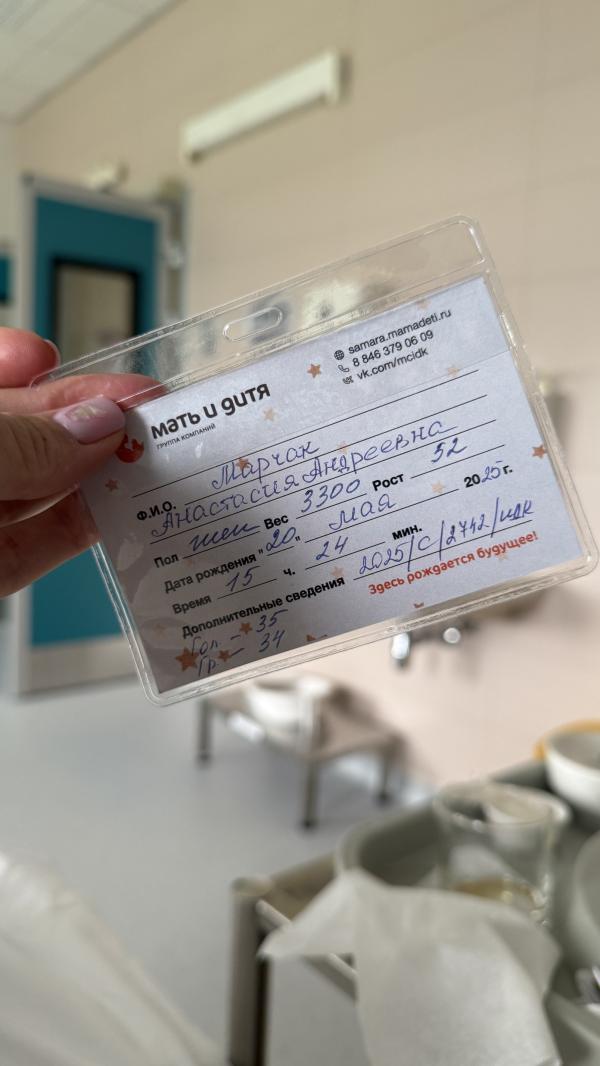 мать и дитя
ГРУППА КОМПАНИЙ
samara.mamadeti.ru
8 846 379 06 09
vk.com/mcidk
Марчак
Ф.И.О. Анастасия Андреевна
Пол жен Вес 3300 Рост 52
Дата рождения "20" мая 2025 г.
Время 15 ч. 24 мин.
Дополнительные сведения 2025/С/2742/идк
Здесь рождается будущее!
Гол. - 35
Гр. - 34